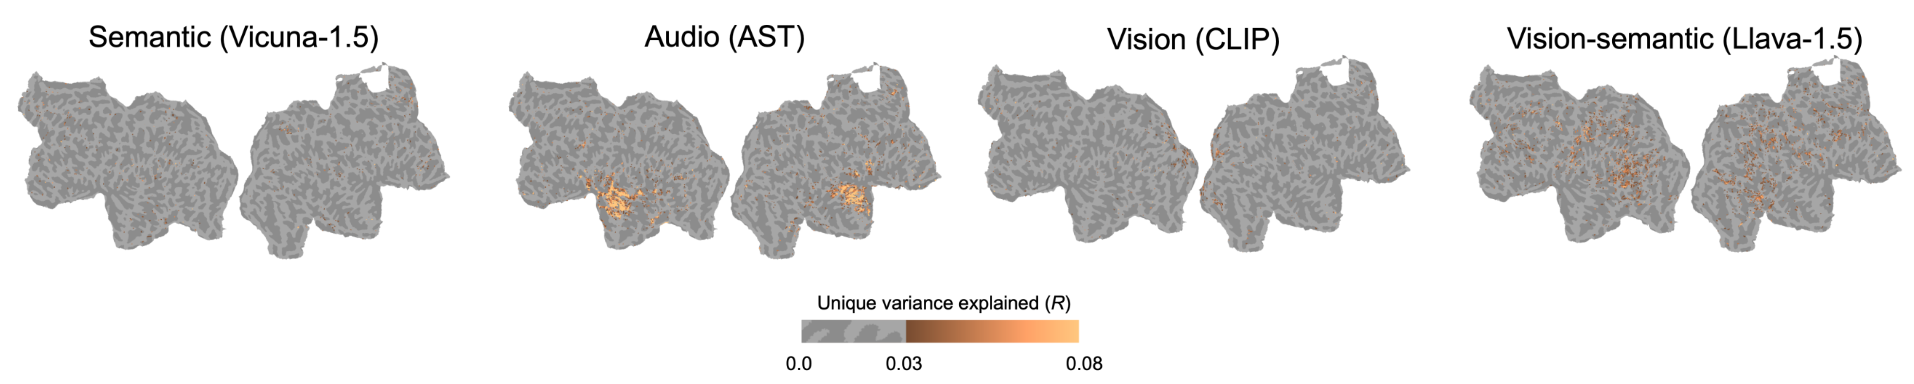 Semantic (Vicuna-1.5)
Audio (AST)
Vision (CLIP)
Vision-semantic (Llava-1.5)
Unique variance explained (R)
0.0
0.03
0.08